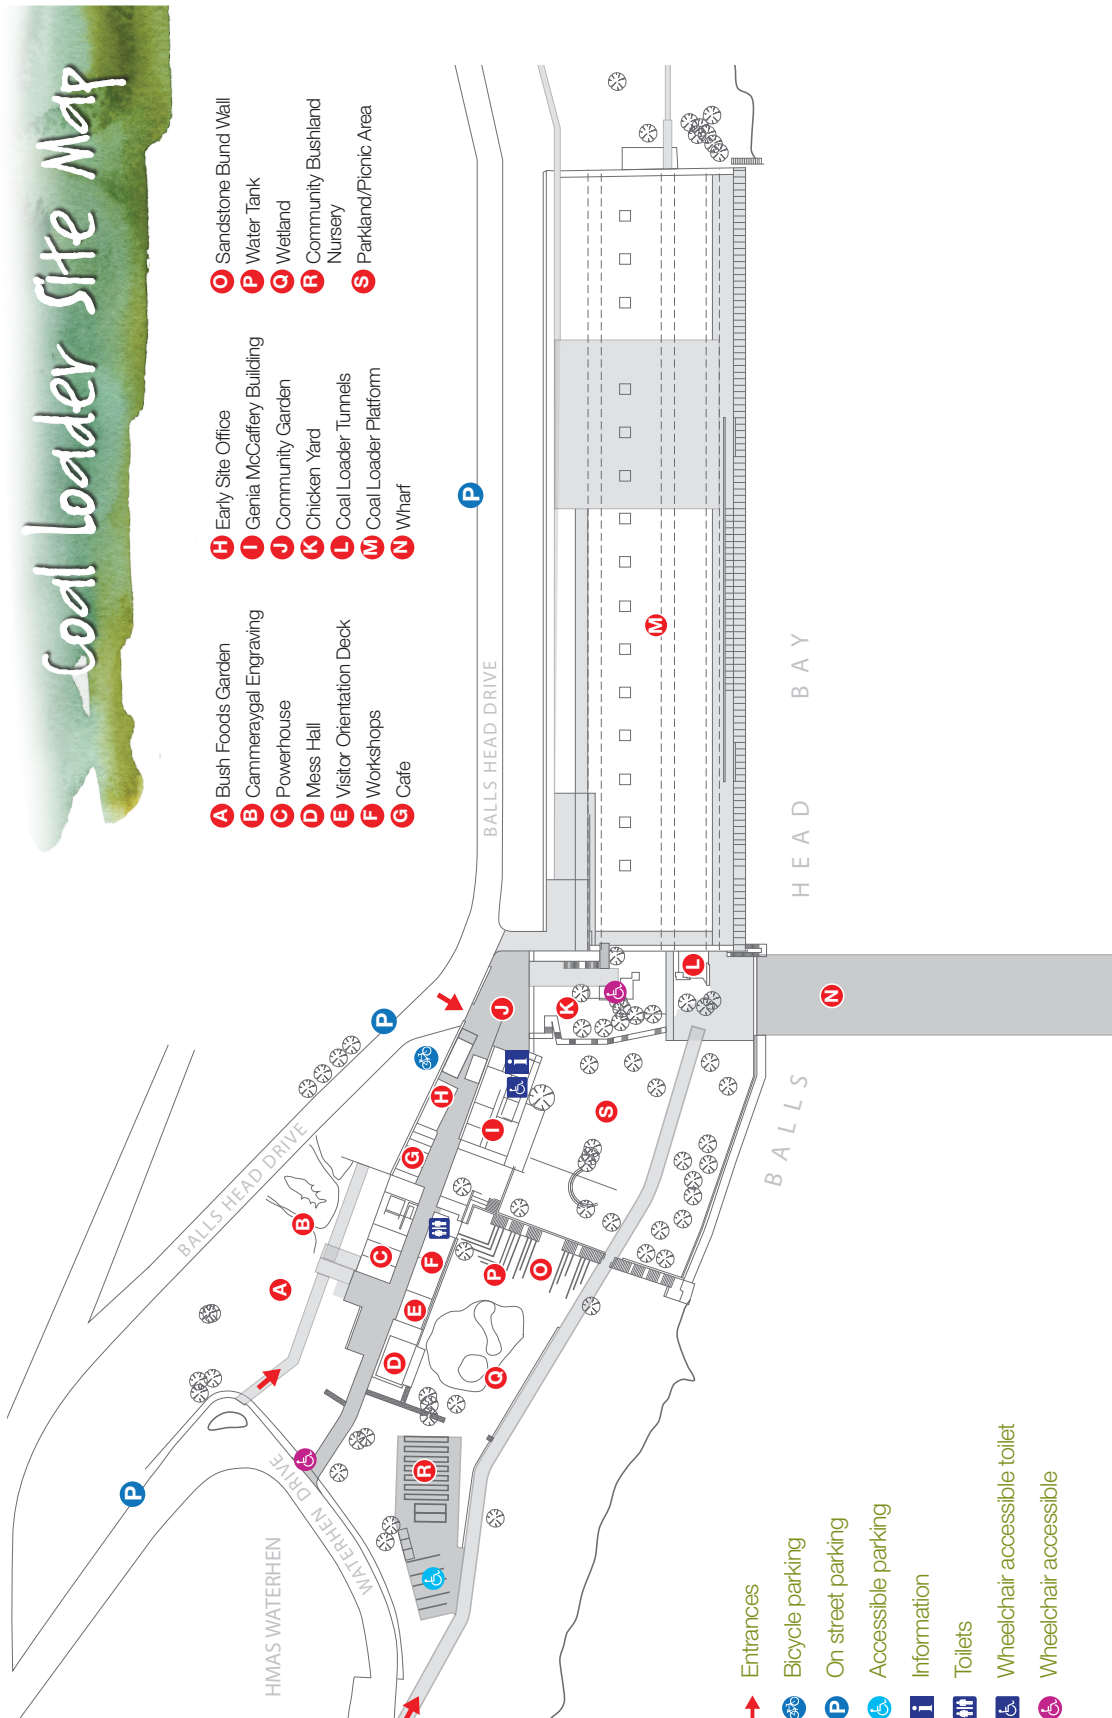 Coal Loader Site Map
A Bush Foods Garden
B Cammeraygal Engraving
C Powerhouse
D Mess Hall
E Visitor Orientation Deck
F Workshops
G Cafe
H Early Site Office
I Genia McCaffery Building
J Community Garden
K Chicken Yard
L Coal Loader Tunnels
M Coal Loader Platform
N Wharf
O Sandstone Bund Wall
P Water Tank
Q Wetland
R Community Bushland
Nursery
S Parkland/Picnic Area
HMAS WATERHEN
WATERHEN DRIVE
BALLS HEAD DRIVE
BALLS HEAD DRIVE
P
P
P
A
B
C
D
E
F
G
H
I
J
K
L
M
N
O
P
Q
R
S
i
BALLS HEAD BAY
Entrances
Bicycle parking
P On street parking
Accessible parking
i Information
Toilets
Wheelchair accessible toilet
Wheelchair accessible